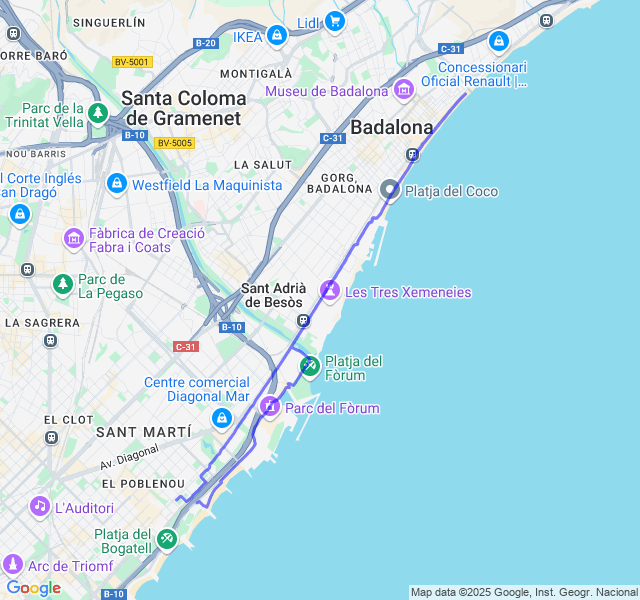 SINGUERLÍN
Lidl
IKEA
B-20
C-31
ORRE BARÓ
BV-5001
Concessionari
Oficial Renault |...
MONTIGALÀ
Museu de Badalona
Parc de la
Trinitat Vella
Santa Coloma
de Gramenet
B-10
BV-5005
C-31
Badalona
NOU BARRIS
LA SALUT
l Corte Inglés
San Dragó
Westfield La Maquinista
GORG,
BADALONA
Platja del Coco
Fàbrica de Creació
Fabra i Coats
Parc de
La Pegaso
Sant Adrià
de Besòs
Les Tres Xemeneies
LA SAGRERA
B-10
C-31
Platja del
Fòrum
Centre comercial
Diagonal Mar
Parc del Fòrum
EL CLOT
SANT MARTÍ
Av. Diagonal
EL POBLENOU
L'Auditori
Platja del
Bogatell
Arc de Triomf
B-10
Google
Map data ©2025 Google, Inst. Geogr. Nacional